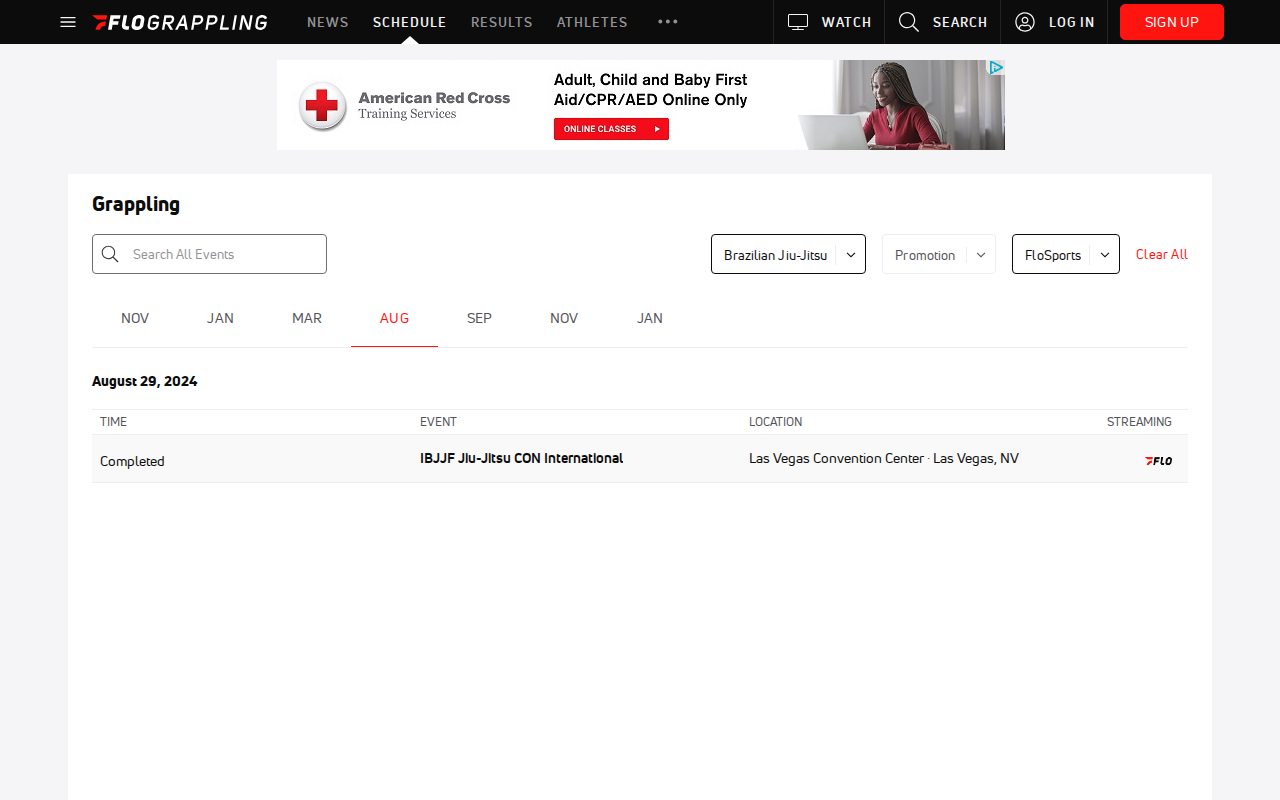 FLOGRAPPLING
NEWS
SCHEDULE
RESULTS
ATHLETES
WATCH
SEARCH
LOG IN
SIGN UP
American Red Cross
Training Services
Adult, Child and Baby First
Aid/CPR/AED Online Only
ONLINE CLASSES
Grappling
Search All Events
Brazilian Jiu-Jitsu
Promotion
FloSports
Clear All
NOV JAN MAR AUG SEP NOV JAN
August 29, 2024
TIME EVENT LOCATION STREAMING
Completed IBJJF Jiu-Jitsu CON International Las Vegas Convention Center · Las Vegas, NV FLO